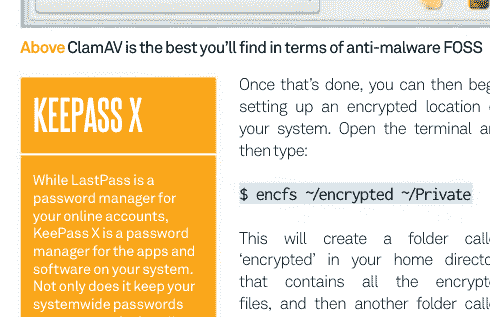 Above ClamAV is the best you'll find in terms of anti-malware FOSS
KEEPASS X
While LastPass is a
password manager for
your online accounts,
KeePass X is a password
manager for the apps and
software on your system.
Not only does it keep your
systemwide passwords
Once that's done, you can then beg
setting up an encrypted location
your system. Open the terminal a
then type:
$ encfs ~/encrypted ~/Private
This will create a folder calle
'encrypted' in your home directo
that contains all the encrypte
files, and then another folder calle